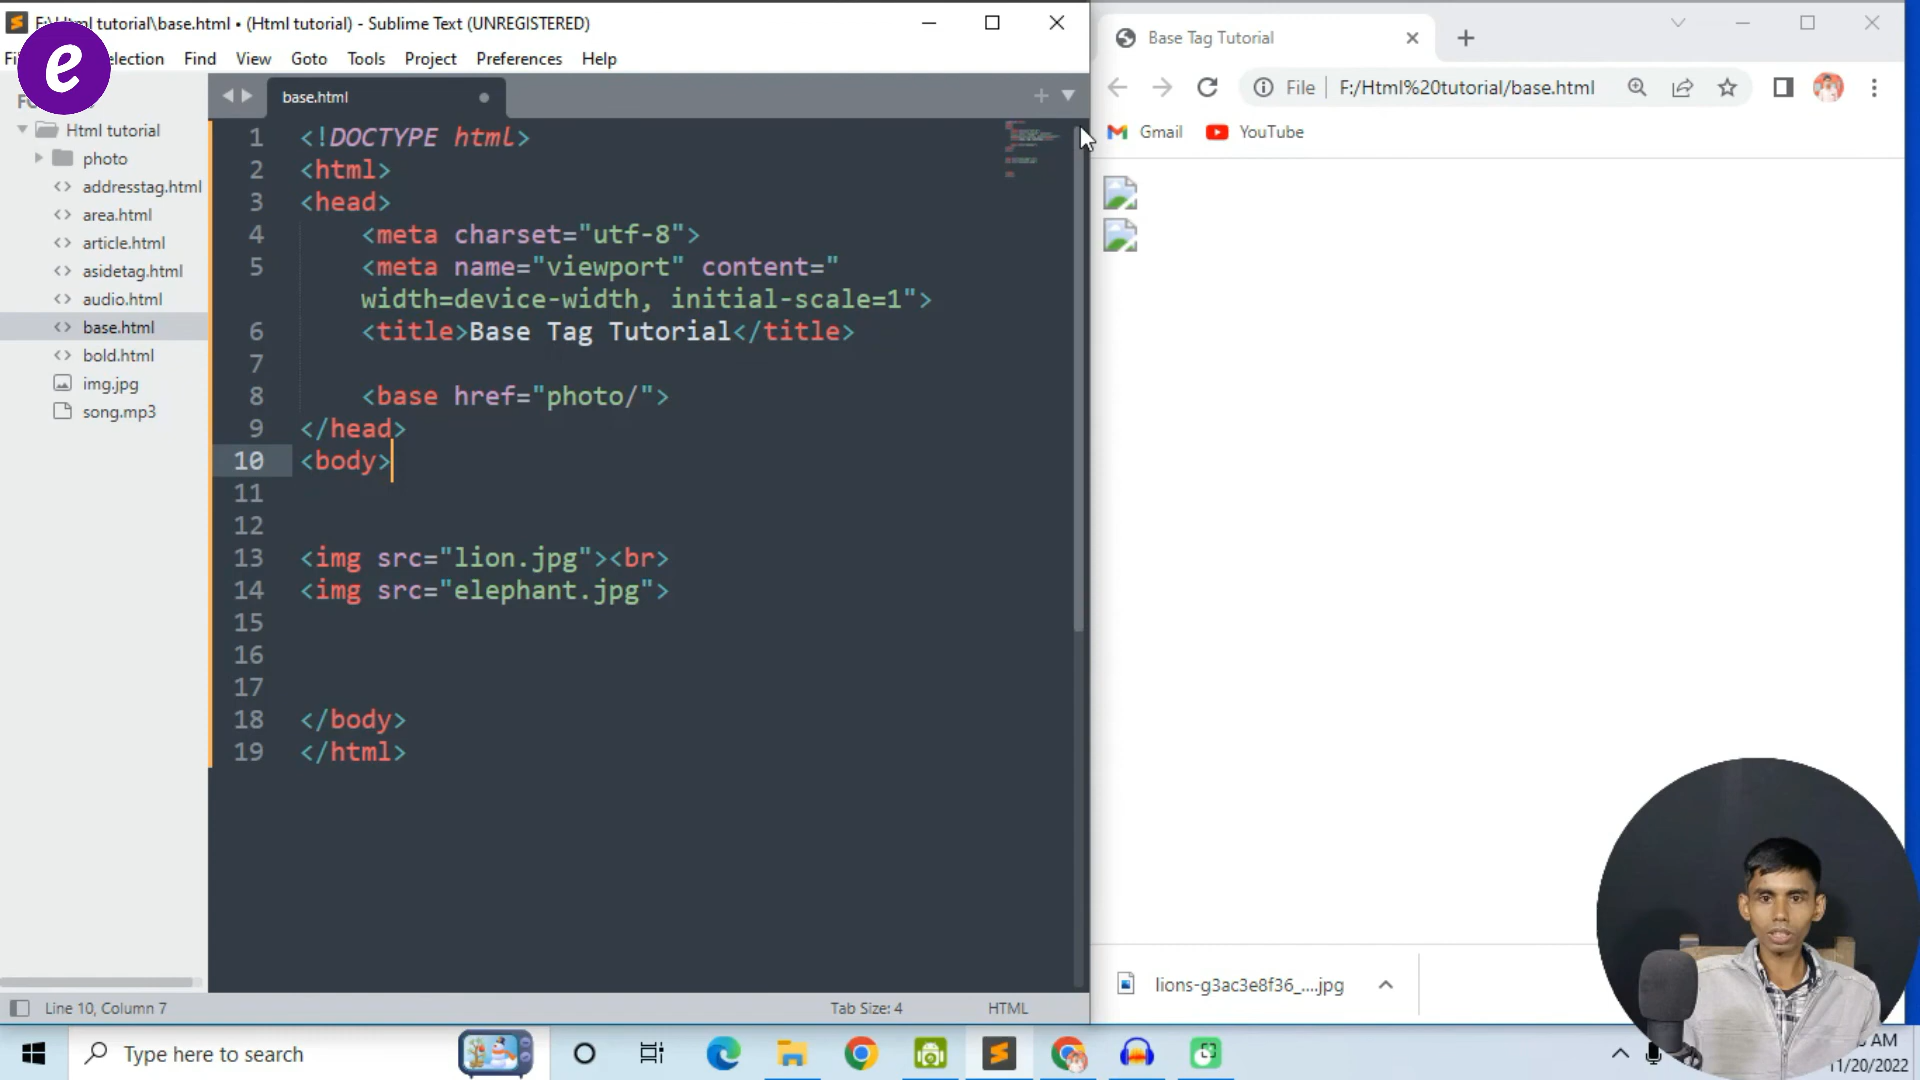 F:\Html tutorial\base.html • (Html tutorial) - Sublime Text (UNREGISTERED)
e
Selection Find View Goto Tools Project Preferences Help
Html tutorial
photo
addresstag.html
area.html
article.html
asidetag.html
audio.html
base.html
bold.html
img.jpg
song.mp3
base.html
1 <!DOCTYPE html>
2 <html>
3 <head>
4 <meta charset="utf-8">
5 <meta name="viewport" content="
width=device-width, initial-scale=1">
6 <title>Base Tag Tutorial</title>
7
8 <base href="photo/">
9 </head>
10 <body>
11
12
13 <img src="lion.jpg"><br>
14 <img src="elephant.jpg">
15
16
17
18 </body>
19 </html>
Line 10, Column 7
Tab Size: 4
HTML
Base Tag Tutorial
File F:/Html%20tutorial/base.html
Gmail
YouTube
lions-g3ac3e8f36_....jpg
Type here to search
AM
11/20/2022